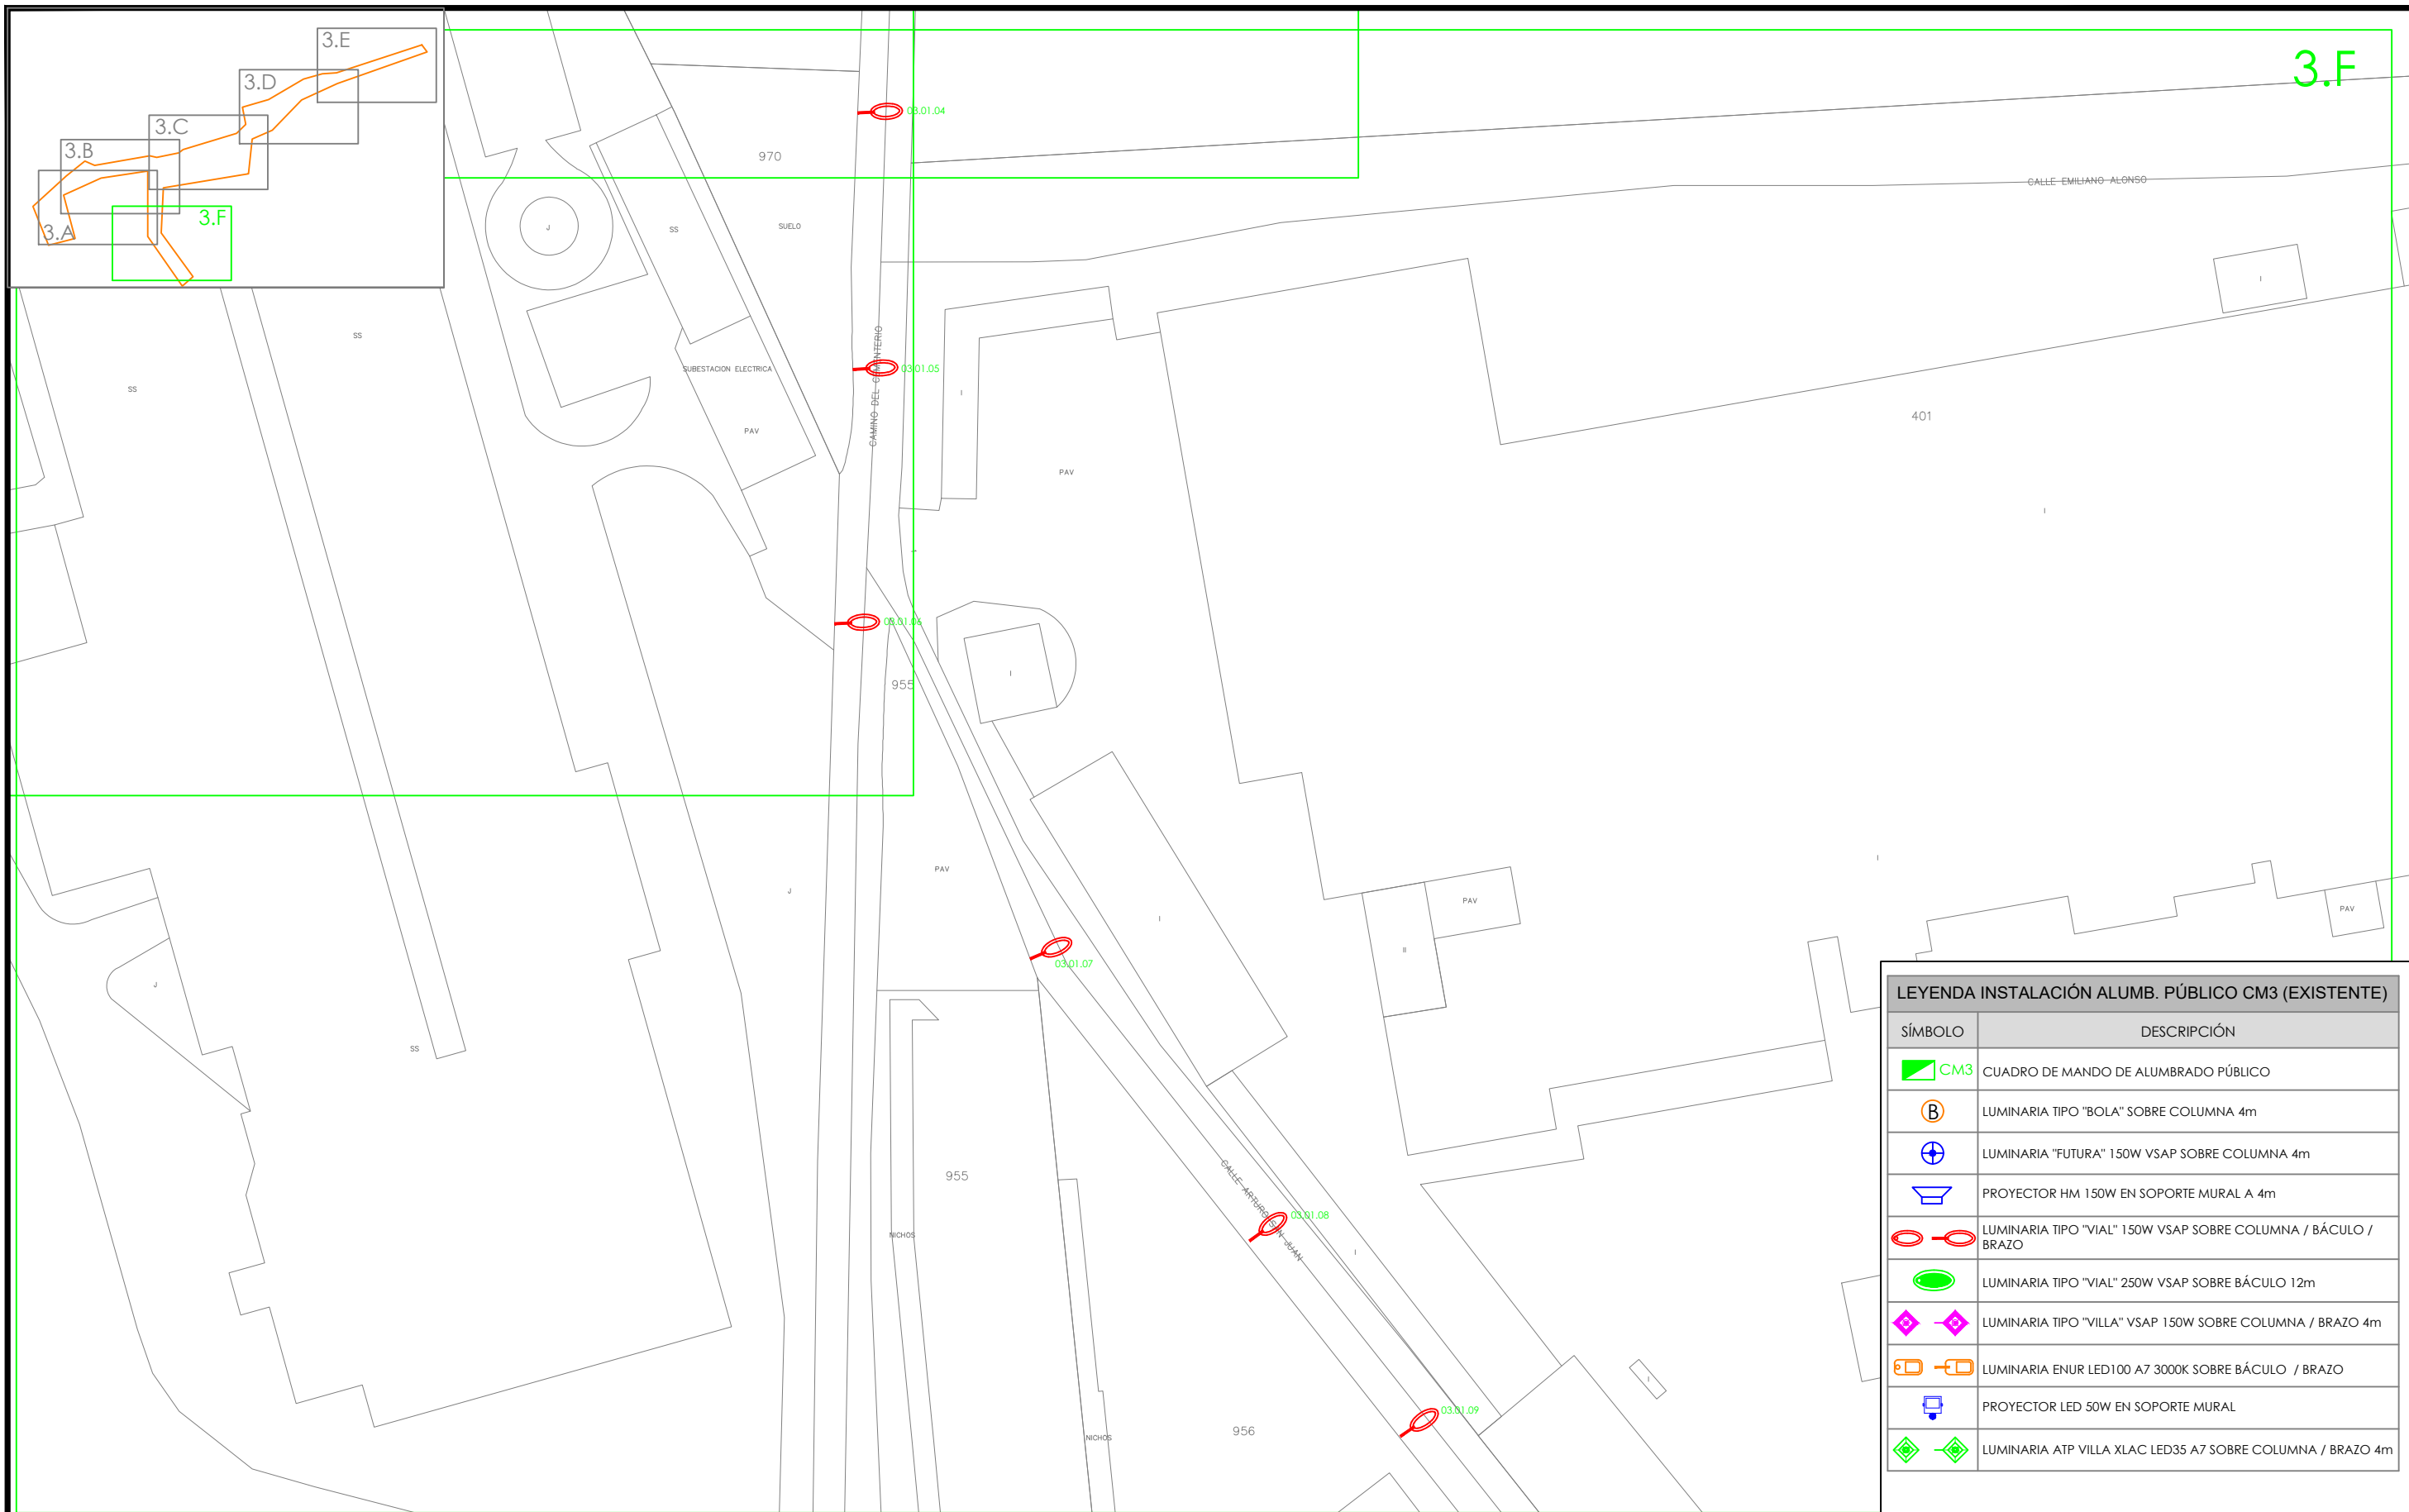 3.E
3.F
3.D
03.01.04
3.C
3.B
970
CALLE EMILIANO ALONSO
3.F
J
SS
SUELO
3.A
I
SS
CAMINO DEL CEMENTERIO
SUBESTACION ELECTRICA
03.01.05
SS
I
401
PAV
PAV
I
03.01.06
I
955
I
PAV
J
PAV
PAV
I
II
03.01.07
J
SS
955
CALLE ARTURO SAN JUAN
03.01.08
NICHOS
I
I
03.01.09
956
NICHOS
LEYENDA INSTALACIÓN ALUMB. PÚBLICO CM3 (EXISTENTE)
SÍMBOLO DESCRIPCIÓN
CM3 CUADRO DE MANDO DE ALUMBRADO PÚBLICO
B LUMINARIA TIPO "BOLA" SOBRE COLUMNA 4m
LUMINARIA "FUTURA" 150W VSAP SOBRE COLUMNA 4m
PROYECTOR HM 150W EN SOPORTE MURAL A 4m
LUMINARIA TIPO "VIAL" 150W VSAP SOBRE COLUMNA / BÁCULO /
BRAZO
LUMINARIA TIPO "VIAL" 250W VSAP SOBRE BÁCULO 12m
LUMINARIA TIPO "VILLA" VSAP 150W SOBRE COLUMNA / BRAZO 4m
LUMINARIA ENUR LED100 A7 3000K SOBRE BÁCULO / BRAZO
PROYECTOR LED 50W EN SOPORTE MURAL
LUMINARIA ATP VILLA XLAC LED35 A7 SOBRE COLUMNA / BRAZO 4m